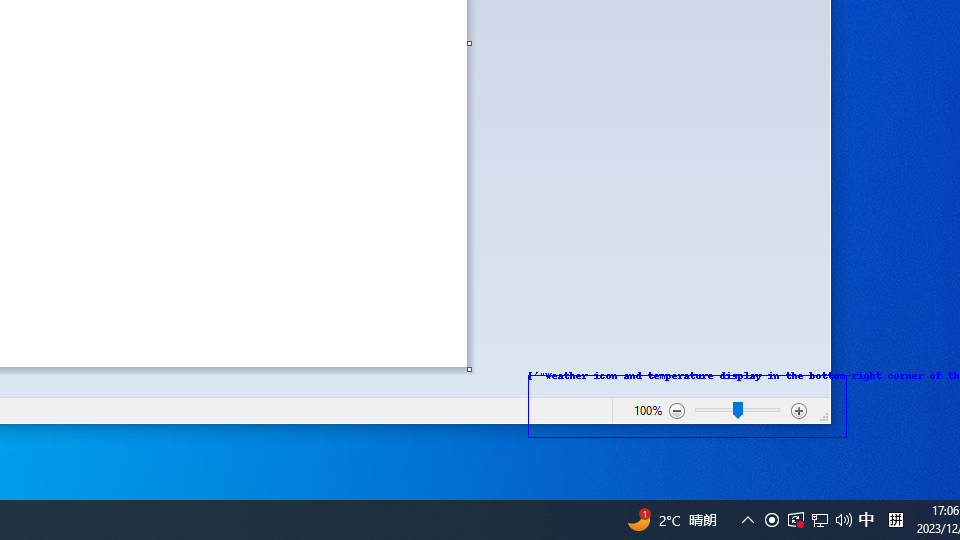 [‘"Weather icon and temperature display in the bottom-right corner of th
100%
1
2°C 晴朗
中
拼
17:06
2023/12/